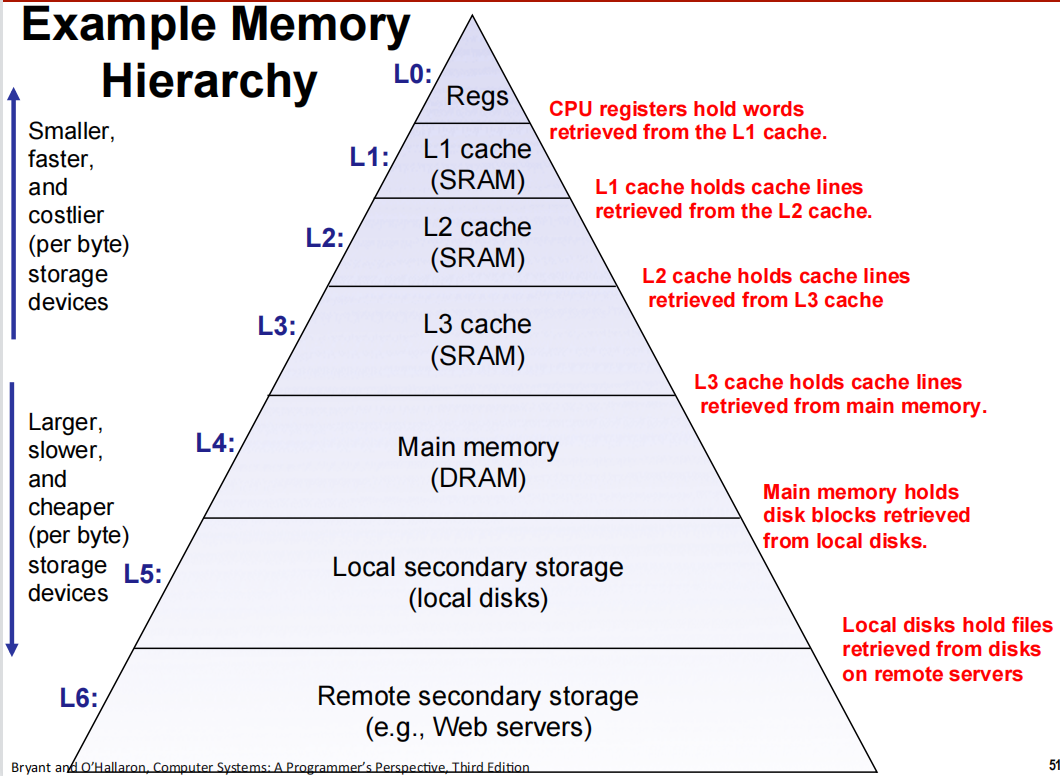 Example Memory
Hierarchy
L0:
Regs
CPU registers hold words
retrieved from the L1 cache.
Smaller,
faster,
and
costlier
(per byte)
storage
devices
L1:
L1 cache
(SRAM)
L1 cache holds cache lines
retrieved from the L2 cache.
L2:
L2 cache
(SRAM)
L2 cache holds cache lines
retrieved from L3 cache
L3:
L3 cache
(SRAM)
L3 cache holds cache lines
retrieved from main memory.
Larger,
slower,
and
cheaper
(per byte)
storage
devices
L4:
Main memory
(DRAM)
Main memory holds
disk blocks retrieved
from local disks.
L5:
Local secondary storage
(local disks)
Local disks hold files
retrieved from disks
on remote servers
L6:
Remote secondary storage
(e.g., Web servers)
Bryant and O'Hallaron, Computer Systems: A Programmer's Perspective, Third Edition
51